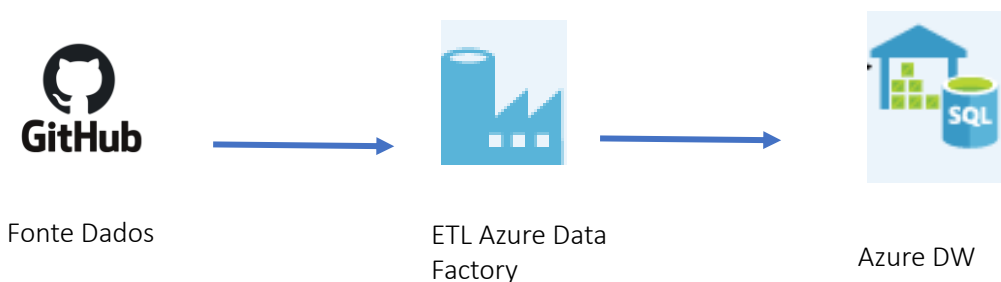 GitHub
SQL
Fonte Dados
ETL Azure Data
Factory
Azure DW